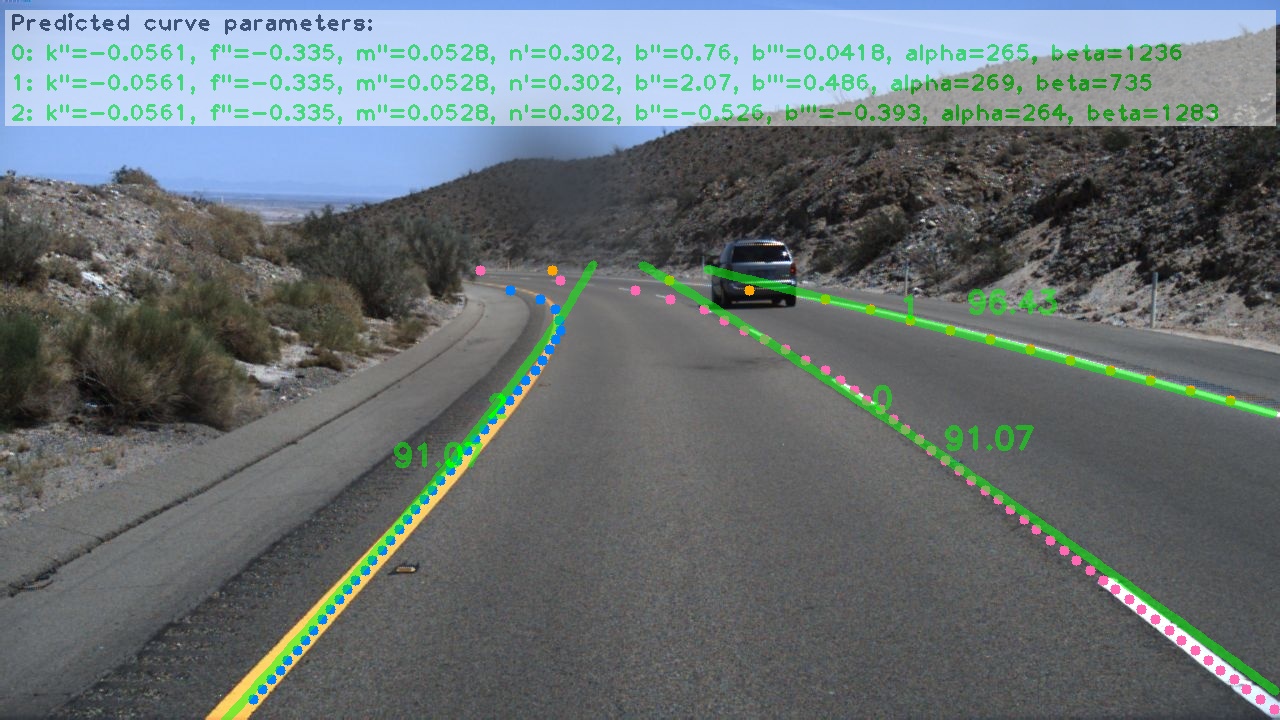 Predicted curve parameters:
0: k''=-0.0561, f''=-0.335, m''=0.0528, n'=0.302, b''=0.76, b'''=0.0418, alpha=265, beta=1236
1: k''=-0.0561, f''=-0.335, m''=0.0528, n'=0.302, b''=2.07, b'''=0.486, alpha=269, beta=735
2: k''=-0.0561, f''=-0.335, m''=0.0528, n'=0.302, b''=-0.526, b'''=-0.393, alpha=264, beta=1283
1 96.43
0
91.07
91.07